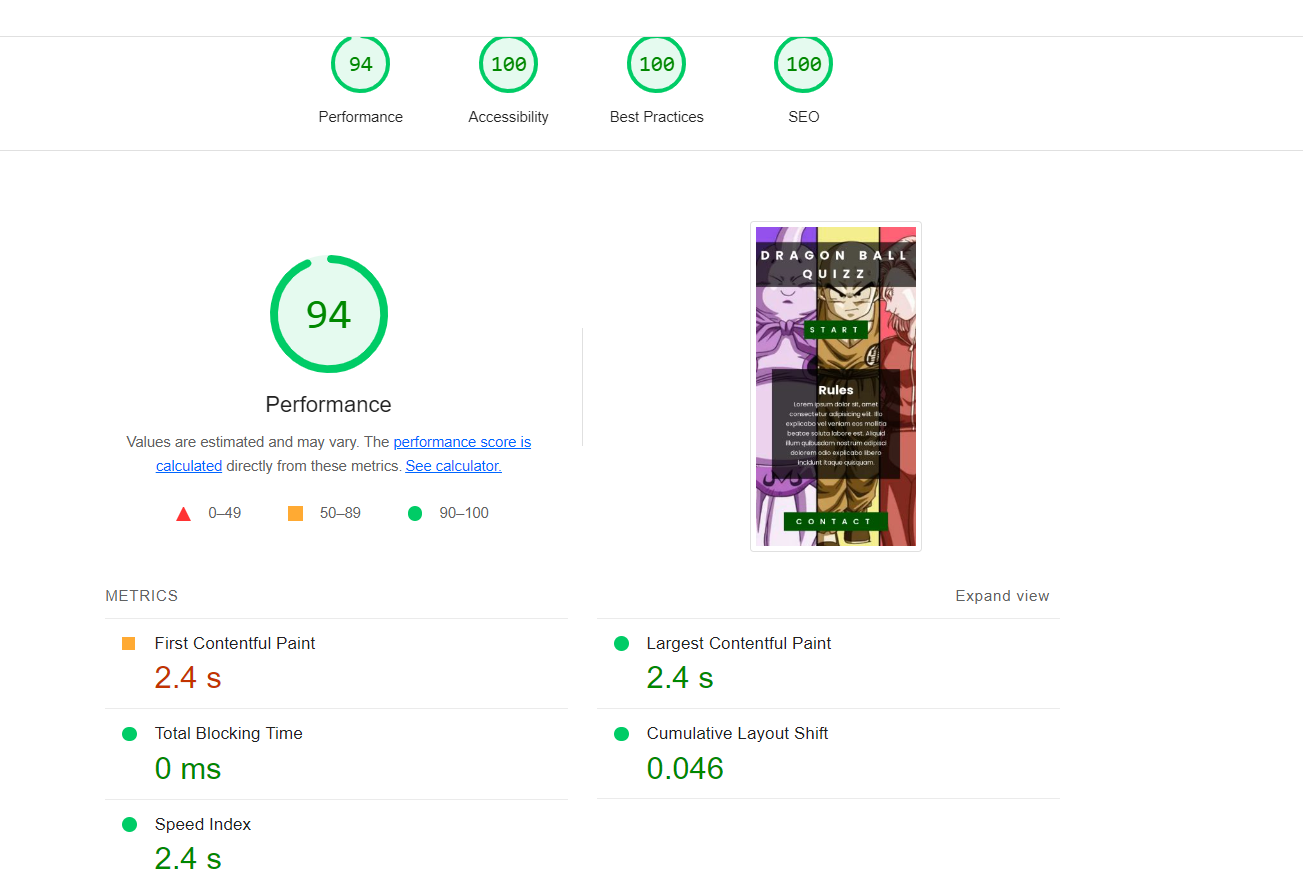 94 100 100 100
Performance Accessibility Best Practices SEO
DRAGON BALL
QUIZZ
START
Rules
Lorem ipsum dolor sit, amet
consectetur adipisicing elit. Illo
explicabo vel veniam eos mollitia
beatae soluta labore est. Aliquid
illum quibusdam nostrum adipisci
dolorem odio explicabo libero
incidunt itaque quisquam.
CONTACT
94
Performance
Values are estimated and may vary. The performance score is
calculated directly from these metrics. See calculator.
0–49 50–89 90–100
METRICS
Expand view
First Contentful Paint
2.4 s
Largest Contentful Paint
2.4 s
Total Blocking Time
0 ms
Cumulative Layout Shift
0.046
Speed Index
2.4 s